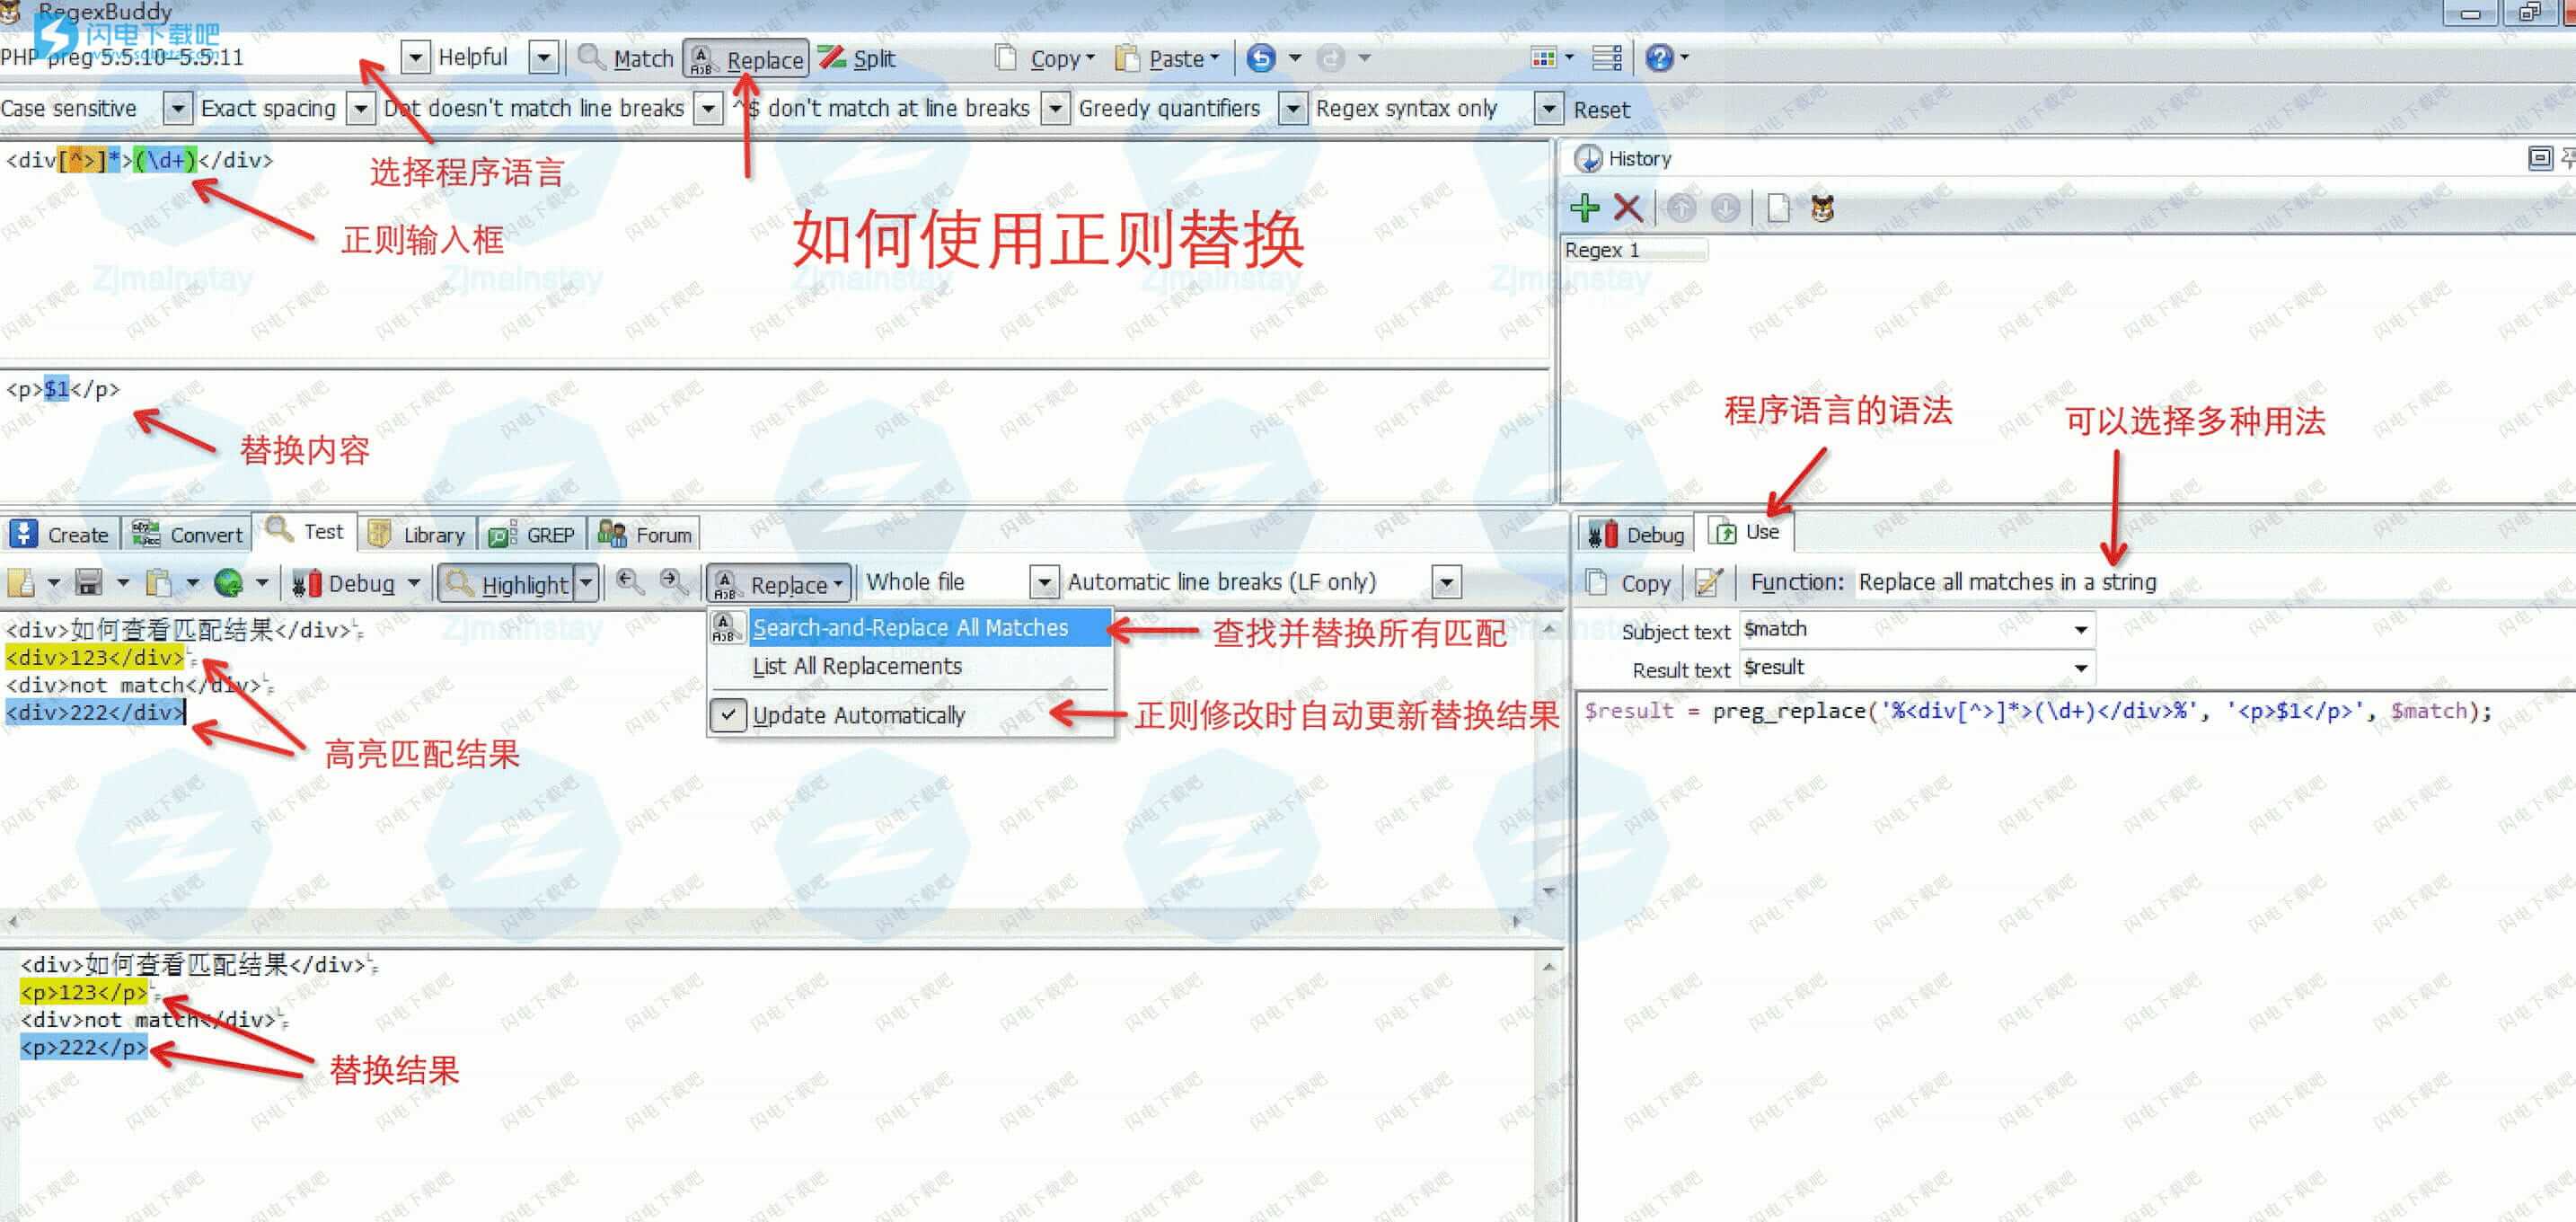 RegexBuddy
闪电下载吧
PHP preg 5.5.10-5.5.11
Helpful
Match
Replace
Split
Copy
Paste
Case sensitive
Exact spacing
Dot doesn't match line breaks
^$ don't match at line breaks
Greedy quantifiers
Regex syntax only
Reset
<div[^>]*>(\d+)</div>
选择程序语言
正则输入框
如何使用正则替换
History
Regex 1
Zjmainstay
<p>$1</p>
替换内容
程序语言的语法
可以选择多种用法
Create
Convert
Test
Library
GREP
Forum
Debug
Use
Debug
Highlight
Replace
Whole file
Automatic line breaks (LF only)
Copy
Function: Replace all matches in a string
Search-and-Replace All Matches
List All Replacements
Update Automatically
查找并替换所有匹配
正则修改时自动更新替换结果
Subject text $match
Result text $result
$result = preg_replace('%<div[^>]*>(\d+)</div>%', '<p>$1</p>', $match);
<div>如何查看匹配结果</div>
<div>123</div>
<div>not match</div>
<div>222</div>
高亮匹配结果
<div>如何查看匹配结果</div>
<p>123</p>
<div>not match</div>
<p>222</p>
替换结果